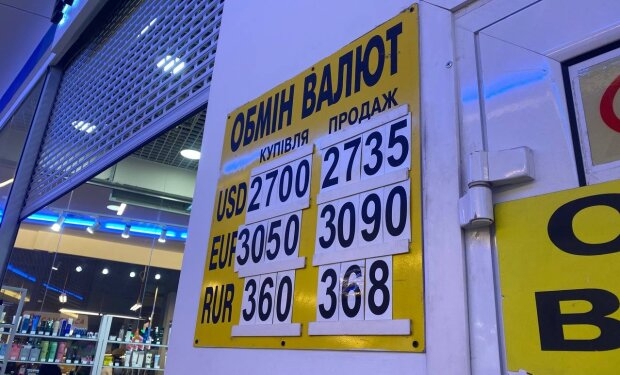 ОБМІН ВАЛЮТ
КУПІВЛЯ ПРОДАЖ
USD 2700 2735
EUR 3050 3090
RUR 360 368
О
В